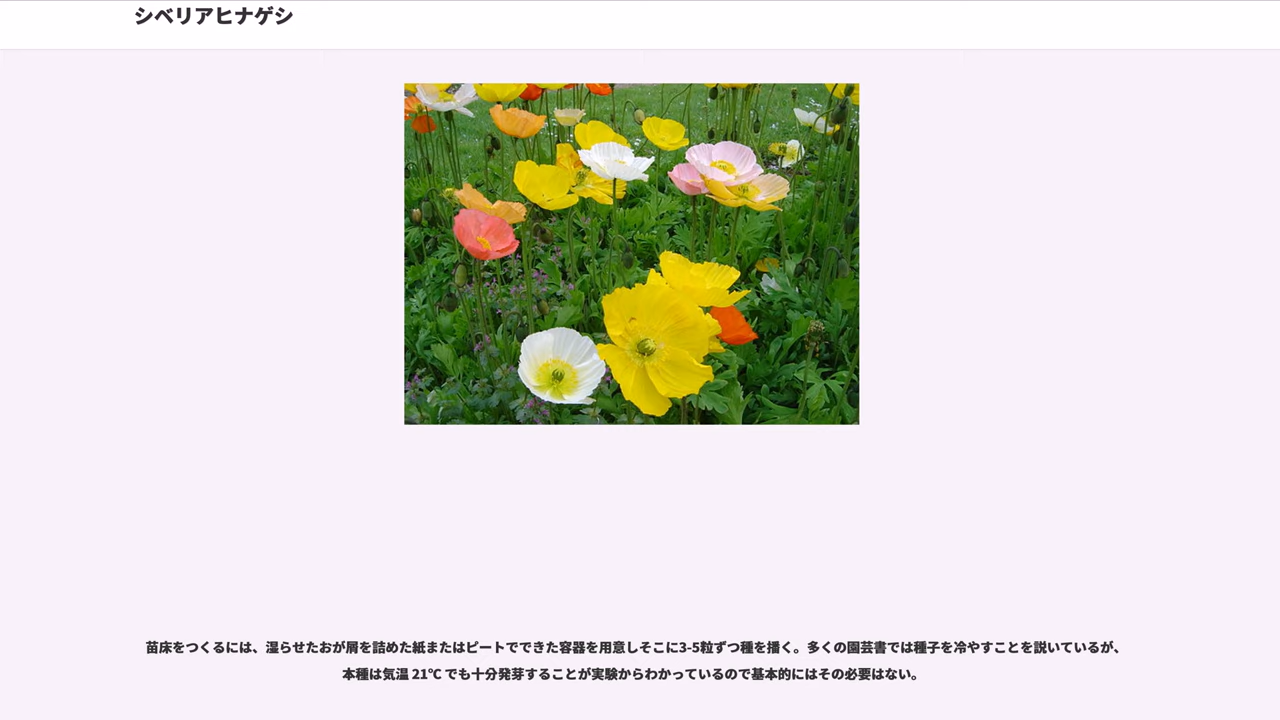 シベリアヒナゲシ
苗床をつくるには、湿らせたおが屑を詰めた紙またはピートでできた容器を用意しそこに3-5粒ずつ種を播く。多くの園芸書では種子を冷やすことを説いているが、
本種は気温 21℃ でも十分発芽することが実験からわかっているので基本的にはその必要はない。